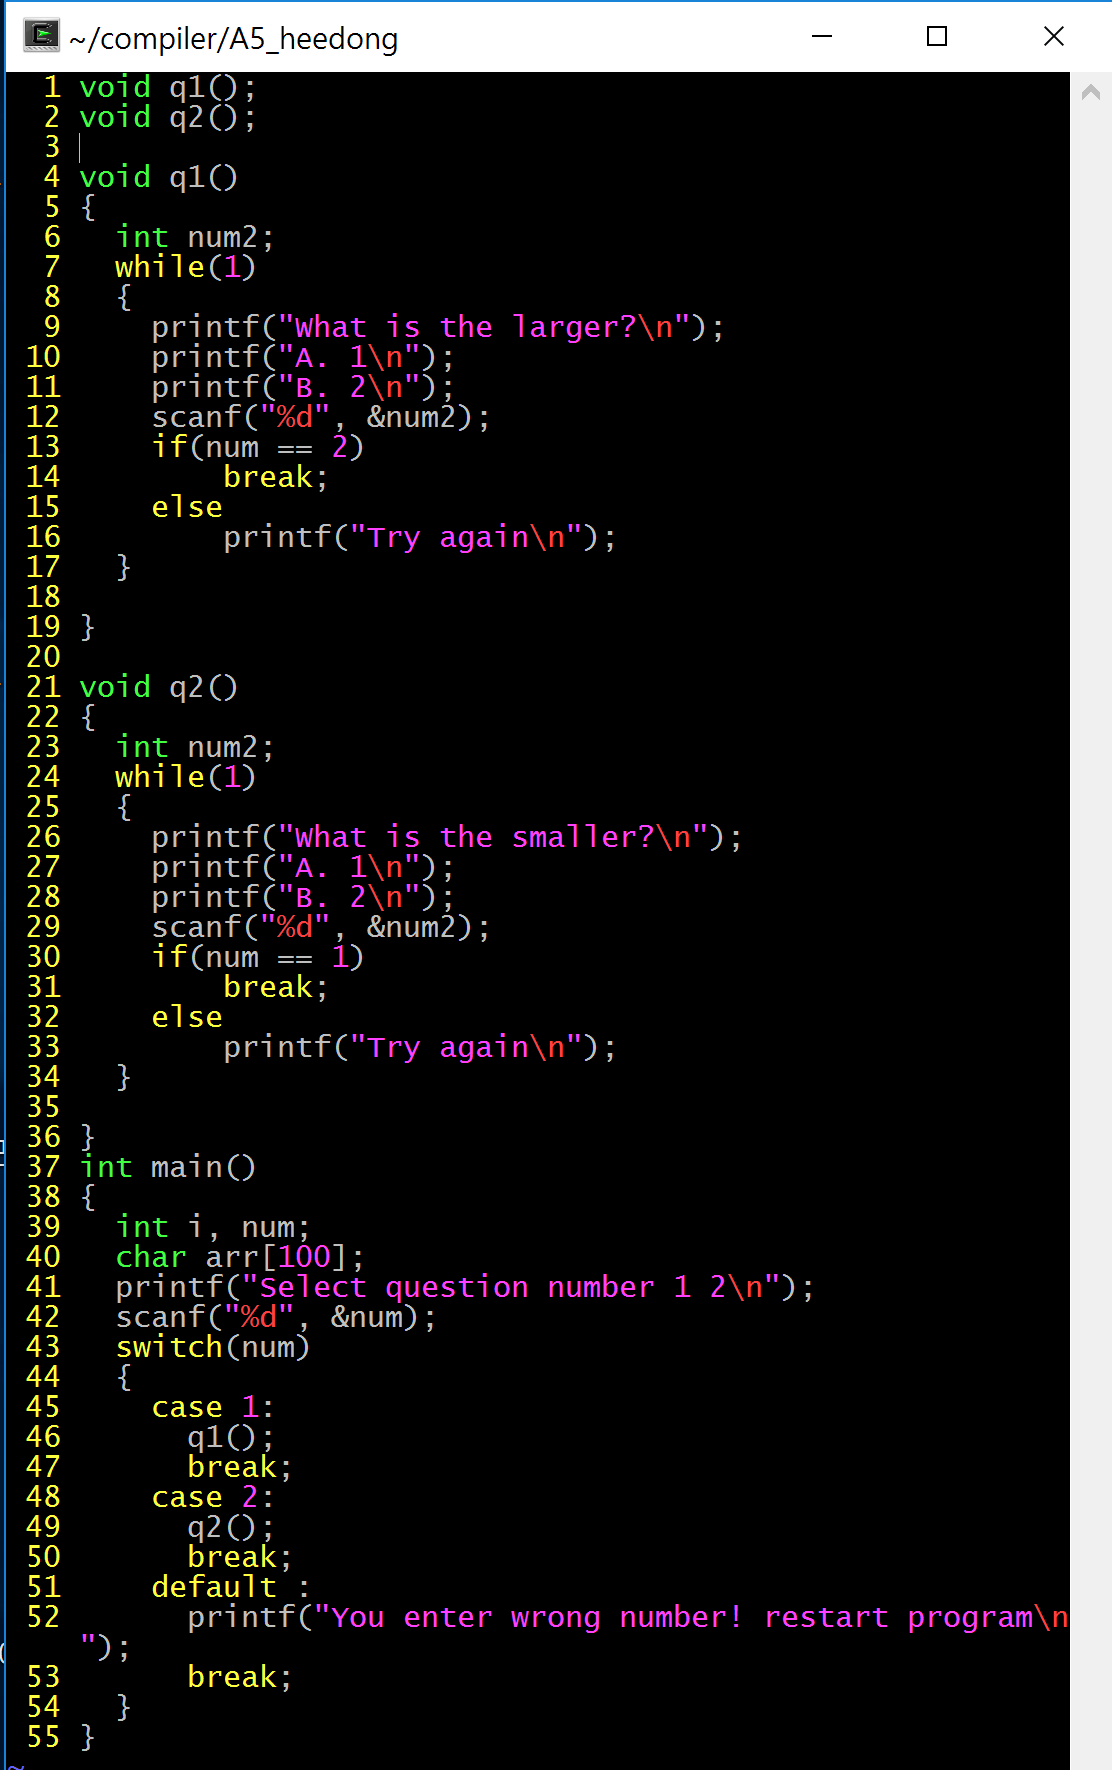 ~/compiler/A5_heedong
1 void q1();
2 void q2();
3
4 void q1()
5 {
6   int num2;
7   while(1)
8   {
9     printf("What is the larger?\n");
10     printf("A. 1\n");
11     printf("B. 2\n");
12     scanf("%d", &num2);
13     if(num == 2)
14         break;
15     else
16         printf("Try again\n");
17   }
18
19 }
20
21 void q2()
22 {
23   int num2;
24   while(1)
25   {
26     printf("What is the smaller?\n");
27     printf("A. 1\n");
28     printf("B. 2\n");
29     scanf("%d", &num2);
30     if(num == 1)
31         break;
32     else
33         printf("Try again\n");
34   }
35
36 }
37 int main()
38 {
39   int i, num;
40   char arr[100];
41   printf("Select question number 1 2\n");
42   scanf("%d", &num);
43   switch(num)
44   {
45     case 1:
46       q1();
47       break;
48     case 2:
49       q2();
50       break;
51     default :
52       printf("You enter wrong number! restart program\n
");
53       break;
54   }
55 }
~